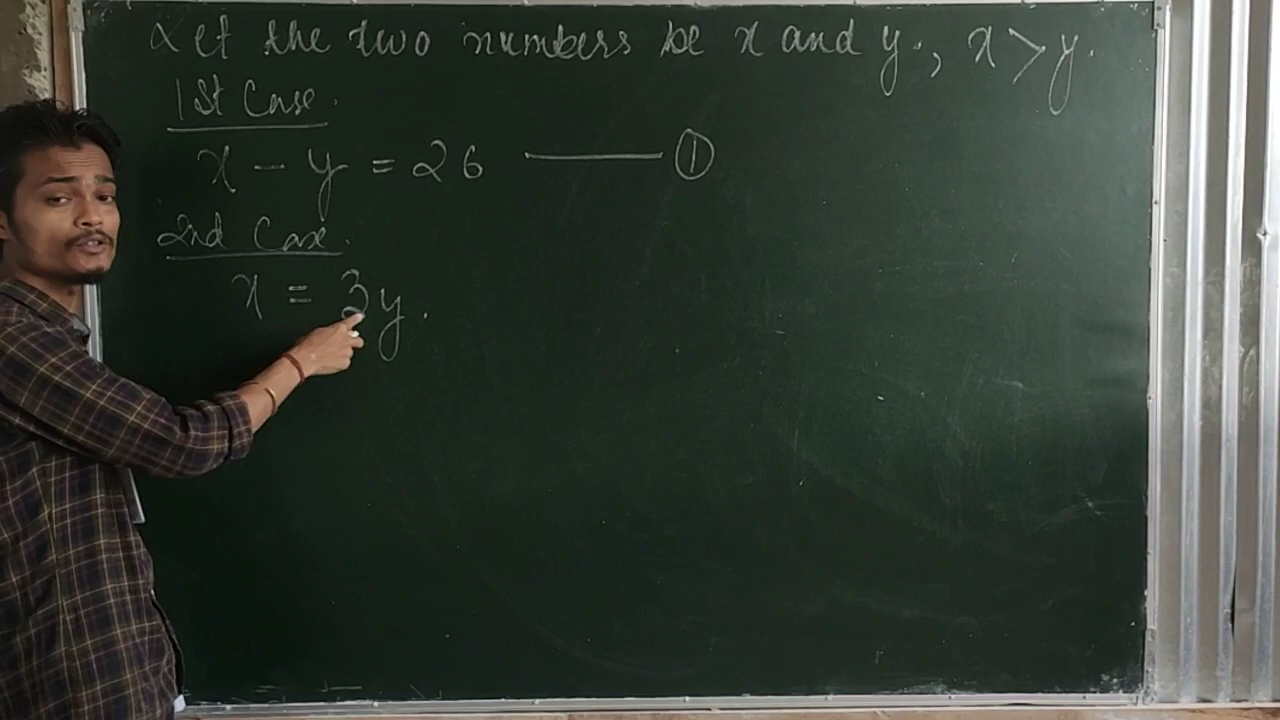 Let the two numbers be x and y., x > y.
1st Case.
x - y = 26 ——— ①
2nd Case.
x = 3y.